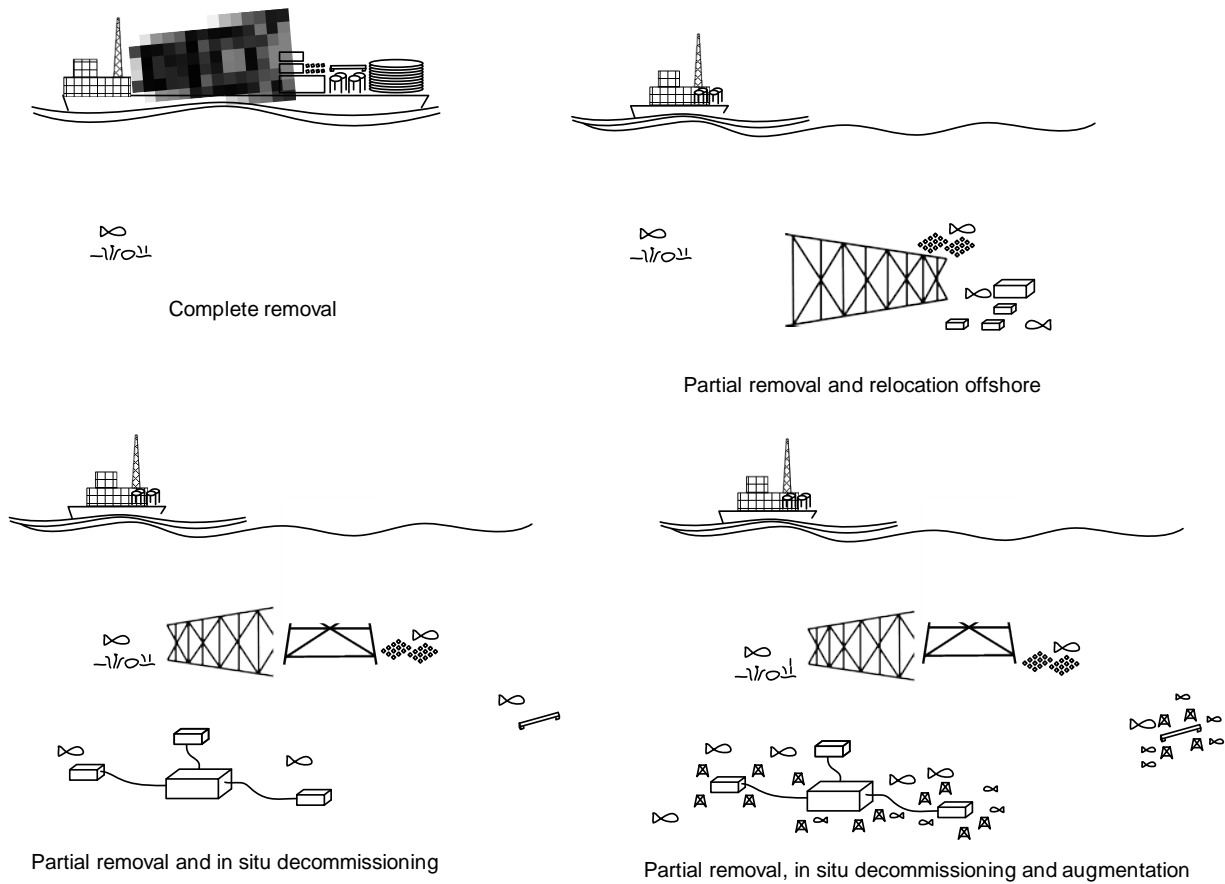 Complete removal
Partial removal and relocation offshore
Partial removal and in situ decommissioning
Partial removal, in situ decommissioning and augmentation